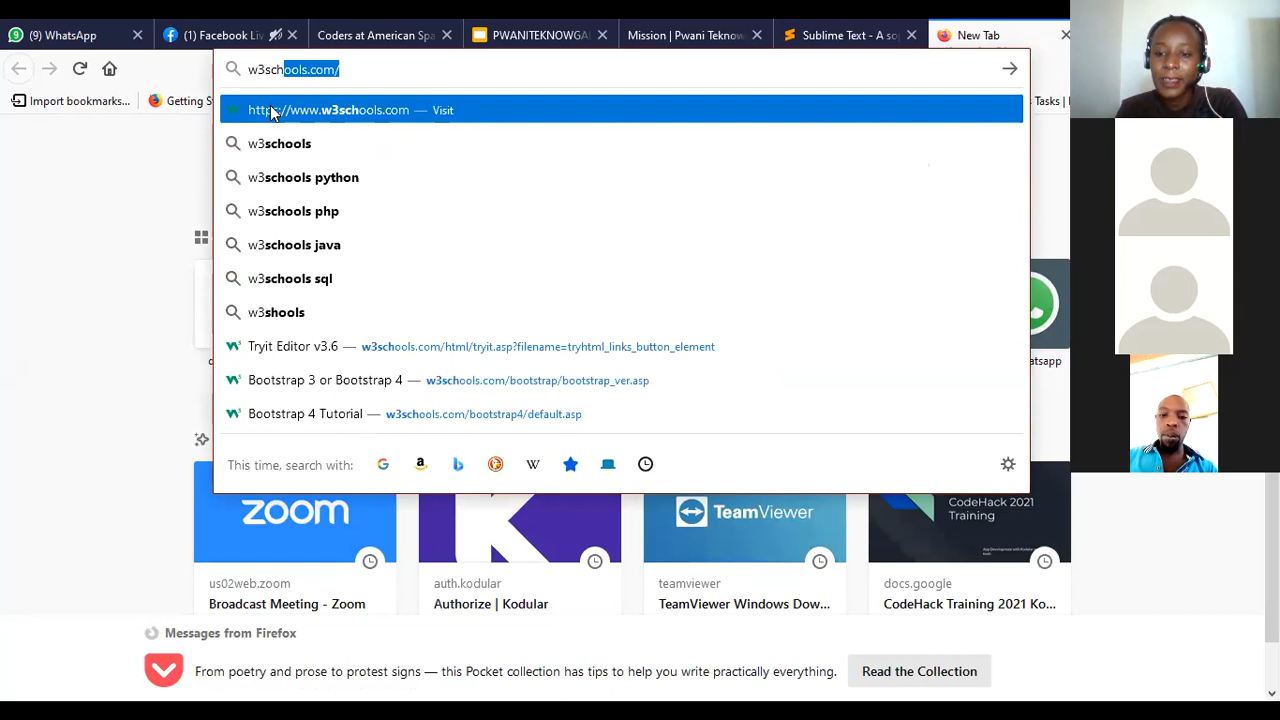 (9) WhatsApp
(1) Facebook Liv
Coders at American Spa
PWANITEKNOWGAL
Mission | Pwani Teknow
Sublime Text - A so
New Tab
w3schools.com/
Import bookmarks...
Getting S
Tasks
https://www.w3schools.com — Visit
w3schools
w3schools python
w3schools php
w3schools java
w3schools sql
w3shools
Tryit Editor v3.6 — w3schools.com/html/tryit.asp?filename=tryhtml_links_button_element
hatsapp
Bootstrap 3 or Bootstrap 4 — w3schools.com/bootstrap/bootstrap_ver.asp
Bootstrap 4 Tutorial — w3schools.com/bootstrap4/default.asp
This time, search with:
zoom
TeamViewer
CodeHack 2021
Training
us02web.zoom
Broadcast Meeting - Zoom
auth.kodular
Authorize | Kodular
teamviewer
TeamViewer Windows Dow...
docs.google
CodeHack Training 2021 Ko...
Messages from Firefox
From poetry and prose to protest signs — this Pocket collection has tips to help you write practically everything.
Read the Collection